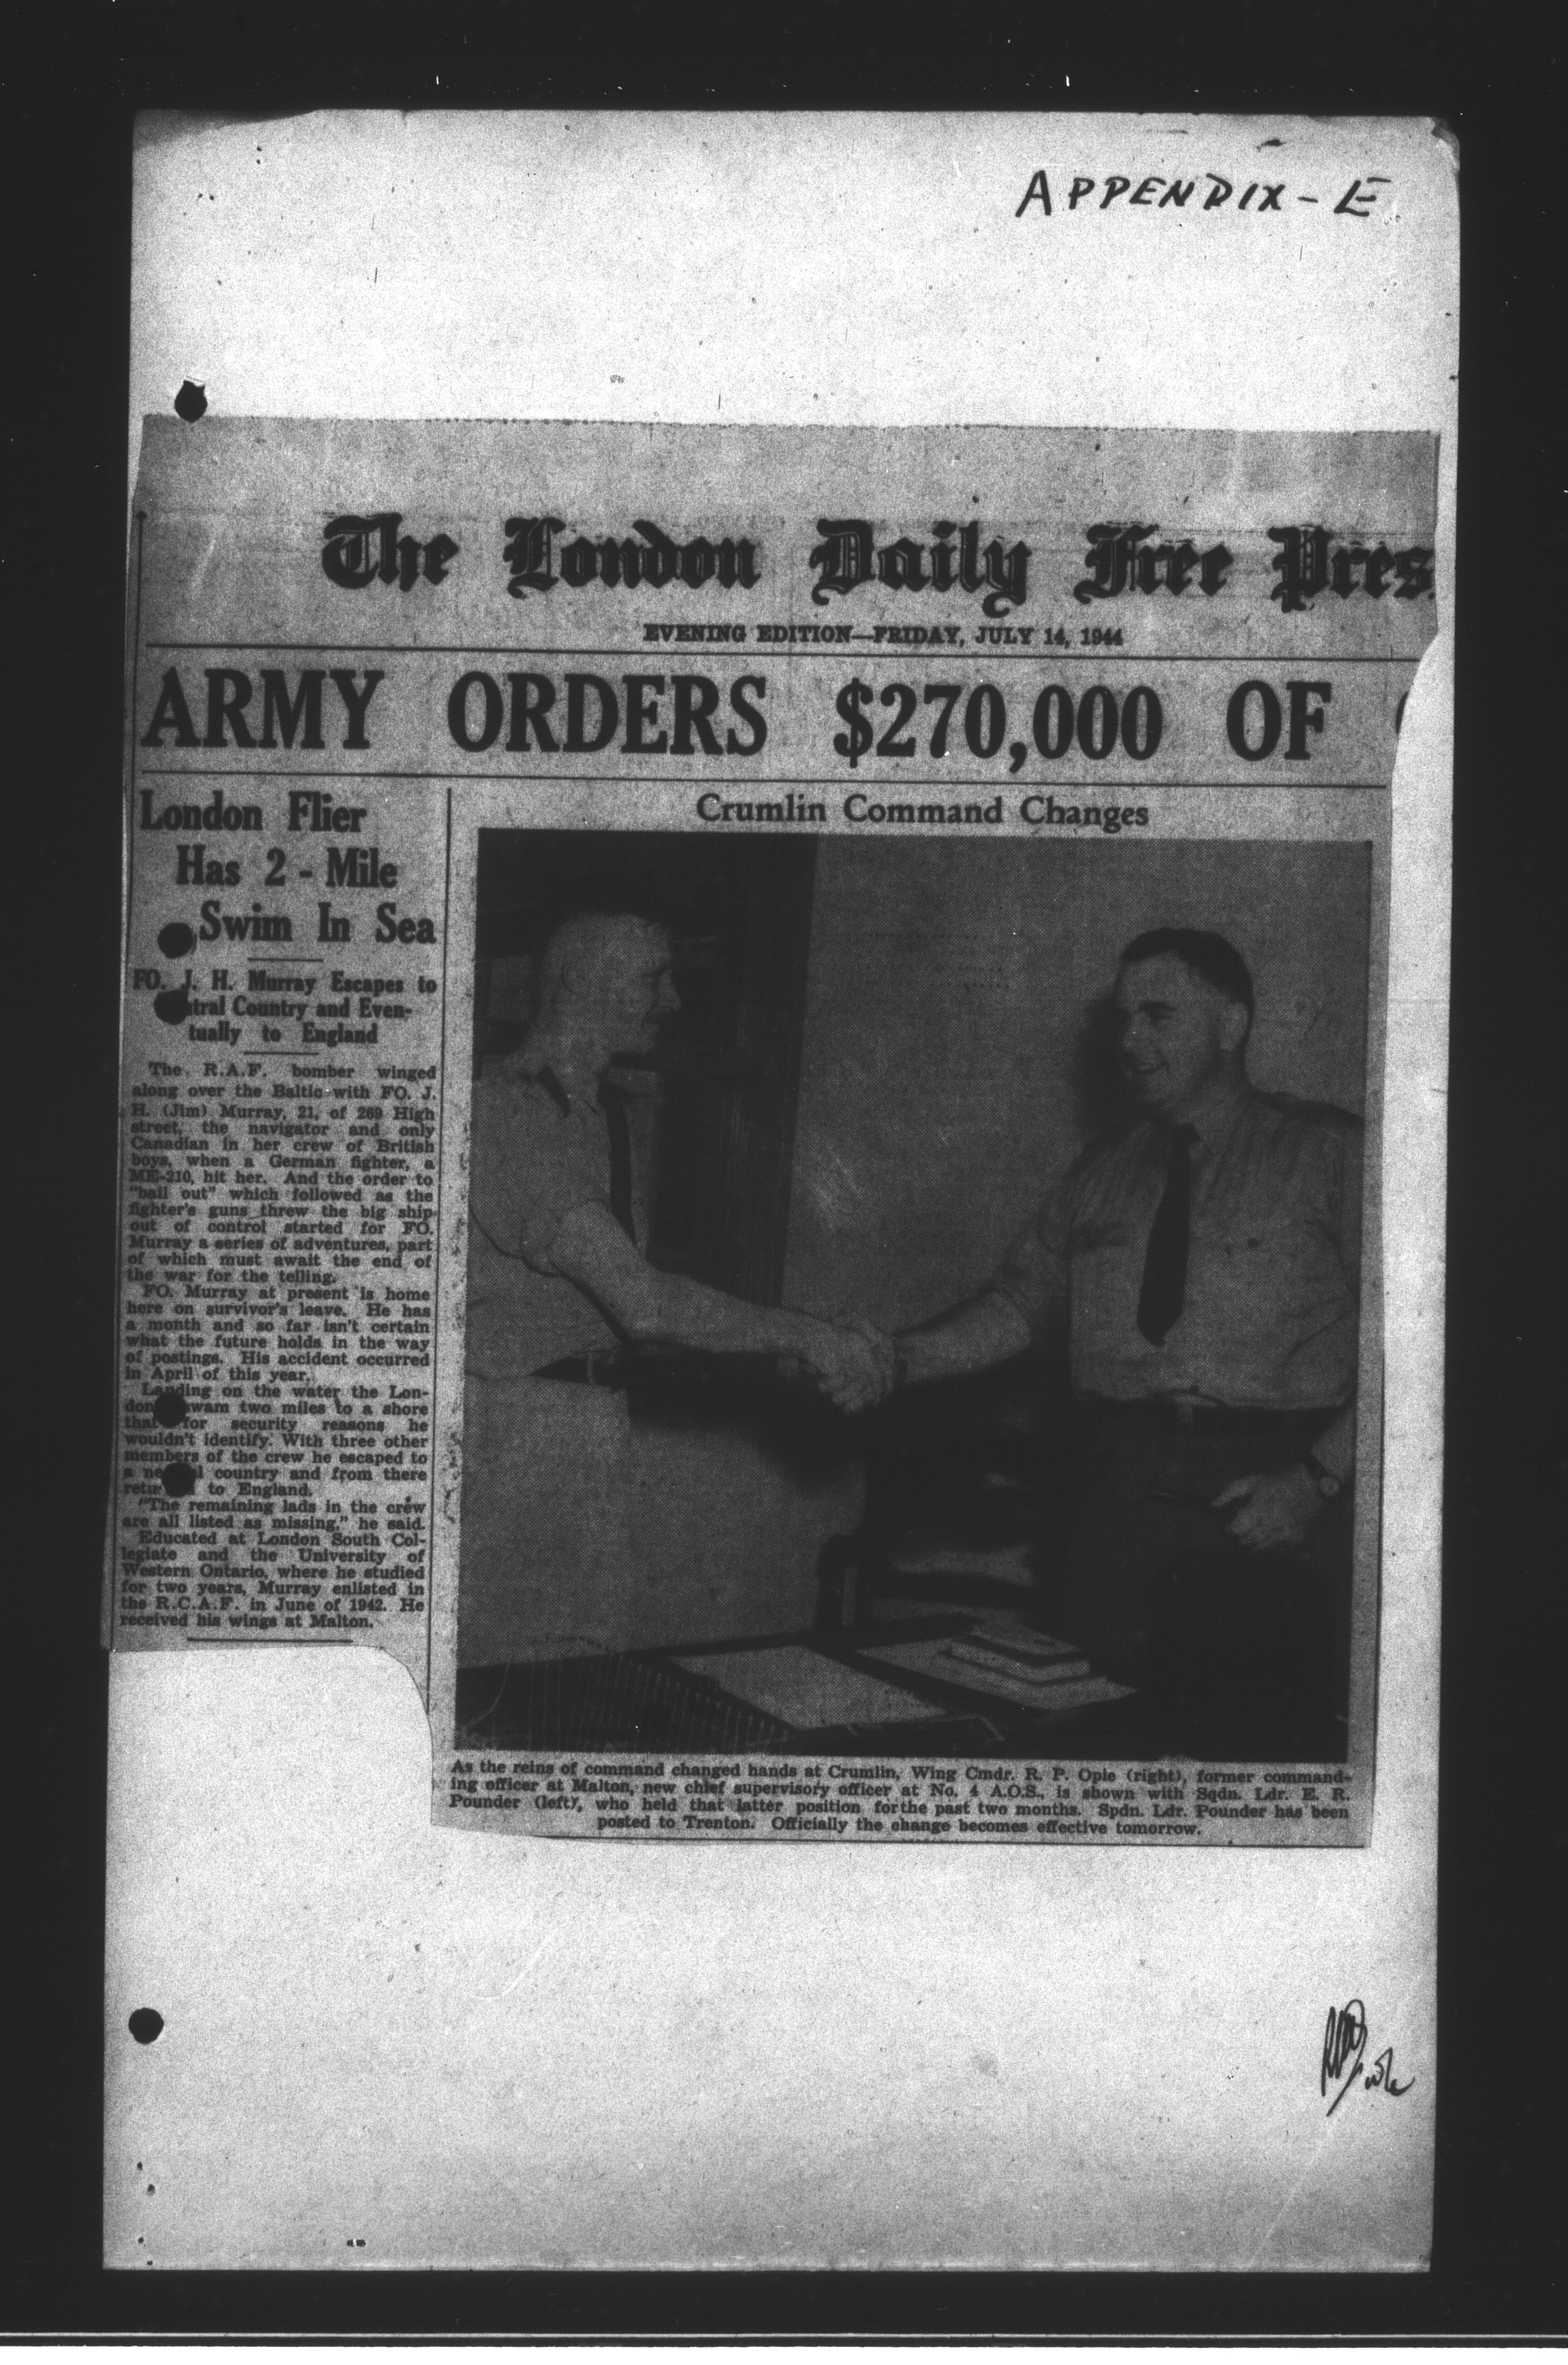 APPENDIX - E
The London Daily Free Pres
EVENING EDITION—FRIDAY, JULY 14, 1944
ARMY ORDERS $270,000 OF
London Flier
Has 2 - Mile
Swim In Sea
FO. J. H. Murray Escapes to
tral Country and Even-
tually to England
The R.A.F. bomber winged
along over the Baltic with FO. J.
H. (Jim) Murray, 21, of 269 High
street, the navigator and only
Canadian in her crew of British
boys, when a German fighter, a
ME-210, hit her. And the order to
"bail out" which followed as the
fighter's guns threw the big ship
out of control started for FO.
Murray a series of adventures, part
of which must await the end of
the war for the telling.
FO. Murray at present is home
here on survivor's leave. He has
a month and so far isn't certain
what the future holds in the way
of postings. His accident occurred
in April of this year.
Landing on the water the Lon-
don swam two miles to a shore
that for security reasons he
wouldn't identify. With three other
members of the crew he escaped to
a ne l country and from there
retur to England.
"The remaining lads in the crew
are all listed as missing," he said.
Educated at London South Col-
legiate and the University of
Western Ontario, where he studied
for two years, Murray enlisted in
the R.C.A.F. in June of 1942. He
received his wings at Malton.
Crumlin Command Changes
As the reins of command changed hands at Crumlin, Wing Cmdr. R. P. Opie (right), former command-
ing officer at Malton, new chief supervisory officer at No. 4 A.O.S., is shown with Sqdn. Ldr. E. R.
Pounder (left), who held that latter position for the past two months. Spdn. Ldr. Pounder has been
posted to Trenton. Officially the change becomes effective tomorrow.